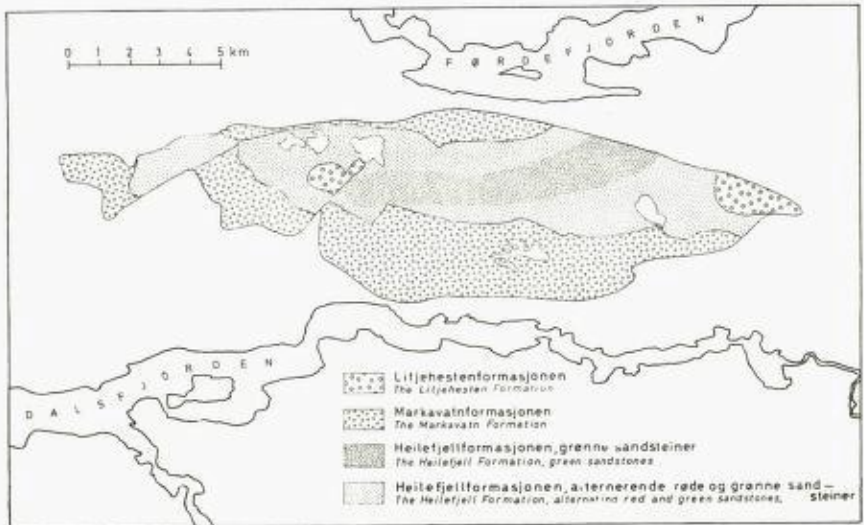 0 1 2 3 4 5 km
FØRDEFJORDEN
DALSFJORDEN
Litjehestenformasjonen
The Litjehesten Formation
Markavatnformasjonen
The Markavatn Formation
Heilefjellformasjonen, grønne sandsteiner
The Heilefjell Formation, green sandstones
Heilefjellformasjonen, alternerende røde og grønne sand–
steiner
The Heilefjell Formation, alternating red and green sandstones,